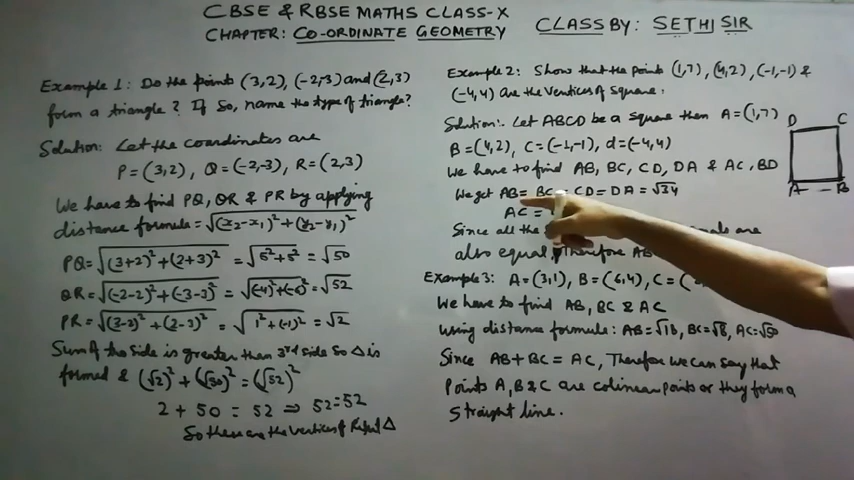 CBSE & RBSE MATHS CLASS-X
CHAPTER: CO-ORDINATE GEOMETRY
CLASS BY: SETHI SIR
Example 1: Do the points (3,2), (-2,-3) and (2,3)
form a triangle? If So, name the type of triangle?
Solution: Let the coordinates are
P = (3,2), Q = (-2,-3), R = (2,3)
We have to find PQ, QR & PR by applying
distance formula = √(x₂-x₁)²+(y₂-y₁)²
PQ = √(3+2)²+(2+3)² = √5²+5² = √50
QR = √(-2-2)²+(-3-3)² = √(-4)²+(-6)² = √52
PR = √(3-2)²+(2-3)² = √1²+(-1)² = √2
Sum of the side is greater than 3rd side So Δ is
formed & (√2)²+(√50)² = (√52)²
2 + 50 = 52 ⇒ 52=52
So these are the vertices of Right Δ
Example 2: Show that the points (1,7), (4,2), (-1,-1) &
(-4,4) are the vertices of square.
Solution:- Let ABCD be a square then A = (1,7)
B = (4,2), C = (-1,-1), d = (-4,4)
We have to find AB, BC, CD, DA & AC, BD
We get AB = BC = CD = DA = √34
AC =
Since all the are
also equal, Therefore AB
D C
A B
Example 3: A = (3,1), B = (6,4), C = (
We have to find AB, BC & AC
Using distance formula: AB = √18, BC = √8, AC = √50
Since AB + BC = AC, Therefore we can say that
Points A, B & C are colinear points or they form a
Straight line.